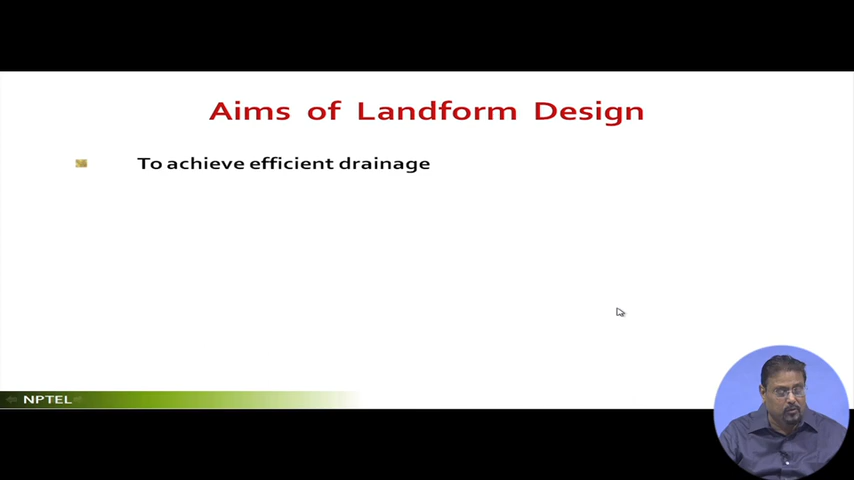 Aims of Landform Design
To achieve efficient drainage
NPTEL